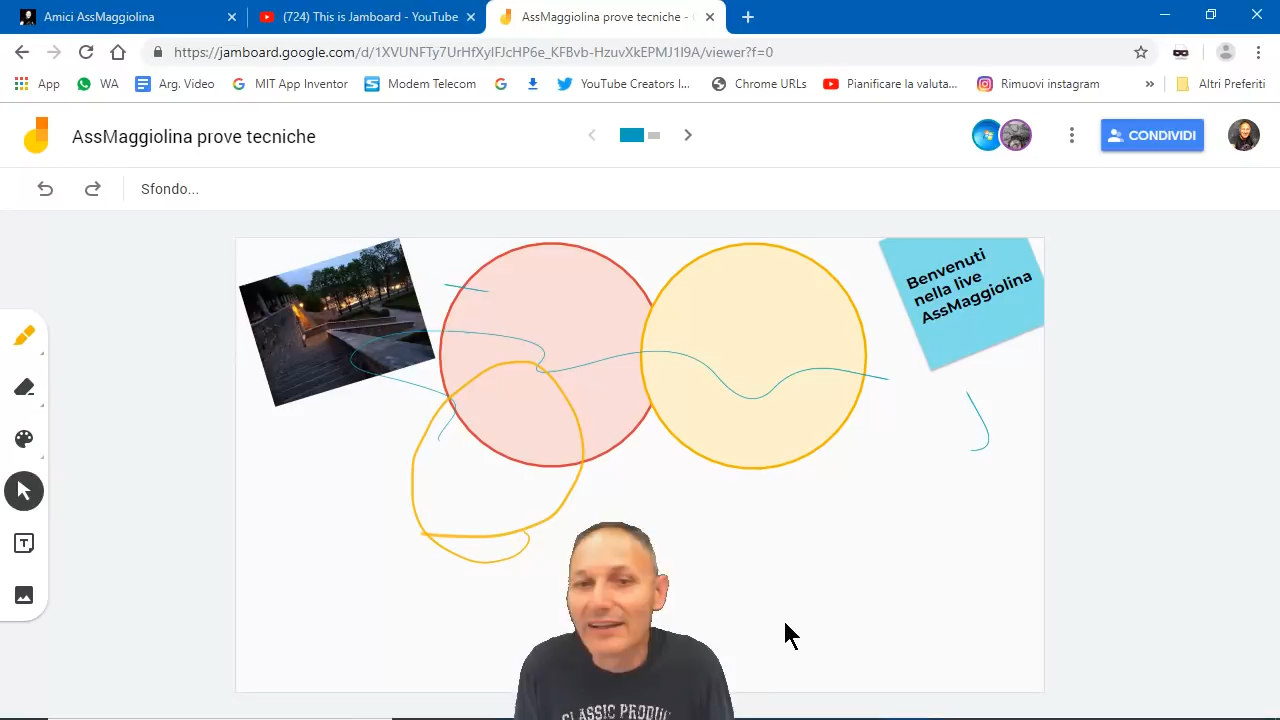 Amici AssMaggiolina
(724) This is Jamboard - YouTube
AssMaggiolina prove tecniche -
https://jamboard.google.com/d/1XVUNFTy7UrHfXyIFJcHP6e_KFBvb-HzuvXkEPMJ1I9A/viewer?f=0
App
WA
Arg. Video
MIT App Inventor
Modem Telecom
YouTube Creators I...
Chrome URLs
Pianificare la valuta...
Rimuovi instagram
»
Altri Preferiti
AssMaggiolina prove tecniche
CONDIVIDI
Sfondo...
Benvenuti
nella live
AssMaggiolina
T
CLASSIC PRODUC